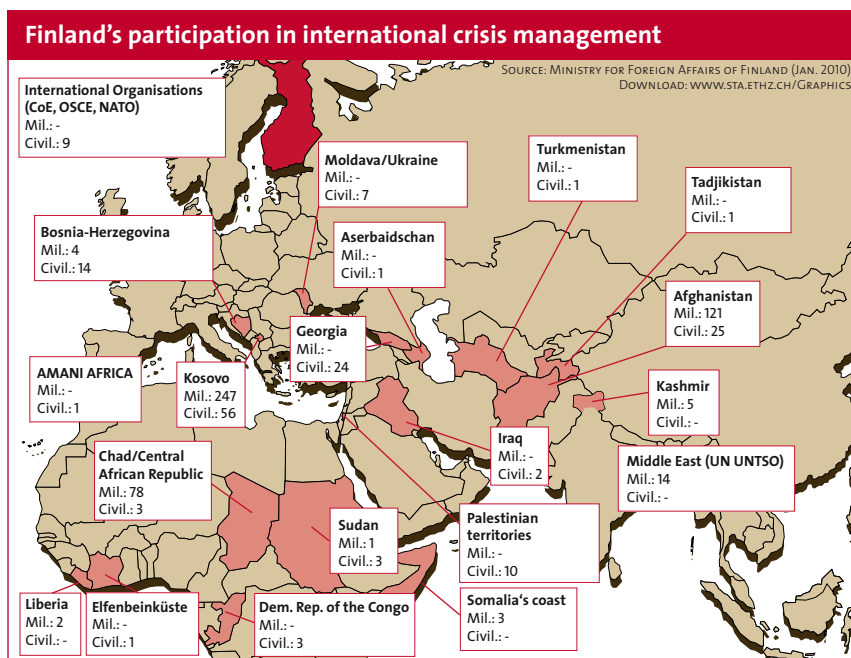 Finland's participation in international crisis management
SOURCE: MINISTRY FOR FOREIGN AFFAIRS OF FINLAND (JAN. 2010)
DOWNLOAD: WWW.STA.ETHZ.CH/GRAPHICS
International Organisations
(CoE, OSCE, NATO)
Mil.: -
Civil.: 9
Moldava/Ukraine
Mil.: -
Civil.: 7
Turkmenistan
Mil.: -
Civil.: 1
Tadjikistan
Mil.: -
Civil.: 1
Bosnia-Herzegovina
Mil.: 4
Civil.: 14
Aserbaidschan
Mil.: -
Civil.: 1
Afghanistan
Mil.: 121
Civil.: 25
Georgia
Mil.: -
Civil.: 24
AMANI AFRICA
Mil.: -
Civil.: 1
Kosovo
Mil.: 247
Civil.: 56
Kashmir
Mil.: 5
Civil.: -
Iraq
Mil.: -
Civil.: 2
Chad/Central
African Republic
Mil.: 78
Civil.: 3
Middle East (UN UNTSO)
Mil.: 14
Civil.: -
Sudan
Mil.: 1
Civil.: 3
Palestinian
territories
Mil.: -
Civil.: 10
Liberia
Mil.: 2
Civil.: -
Elfenbeinküste
Mil.: -
Civil.: 1
Dem. Rep. of the Congo
Mil.: -
Civil.: 3
Somalia's coast
Mil.: 3
Civil.: -